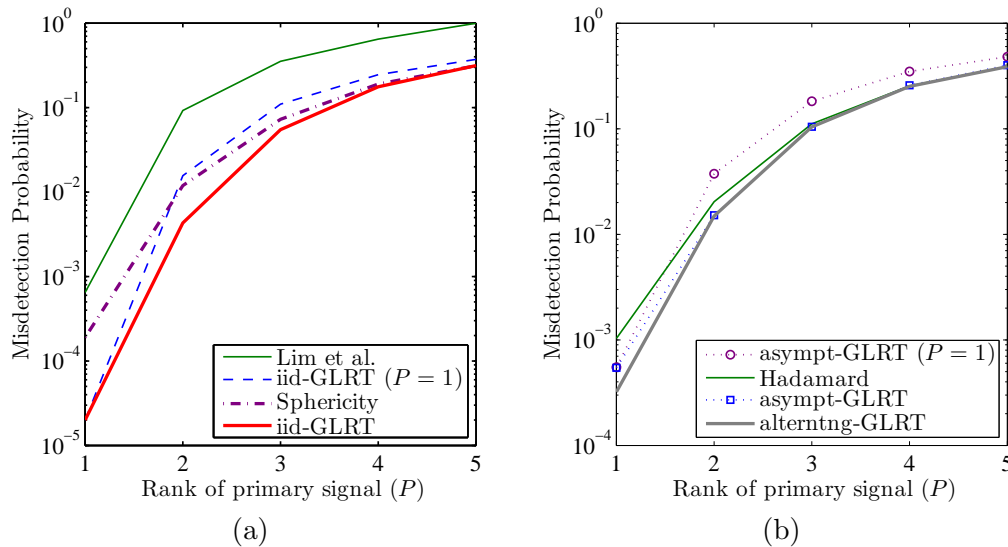 10^0
10^-1
10^-2
10^-3
10^-4
10^-5
Misdetection Probability
1 2 3 4 5
Rank of primary signal (P)
Lim et al.
iid-GLRT (P = 1)
Sphericity
iid-GLRT
(a)
10^0
10^-1
10^-2
10^-3
10^-4
Misdetection Probability
1 2 3 4 5
Rank of primary signal (P)
asympt-GLRT (P = 1)
Hadamard
asympt-GLRT
alterntng-GLRT
(b)